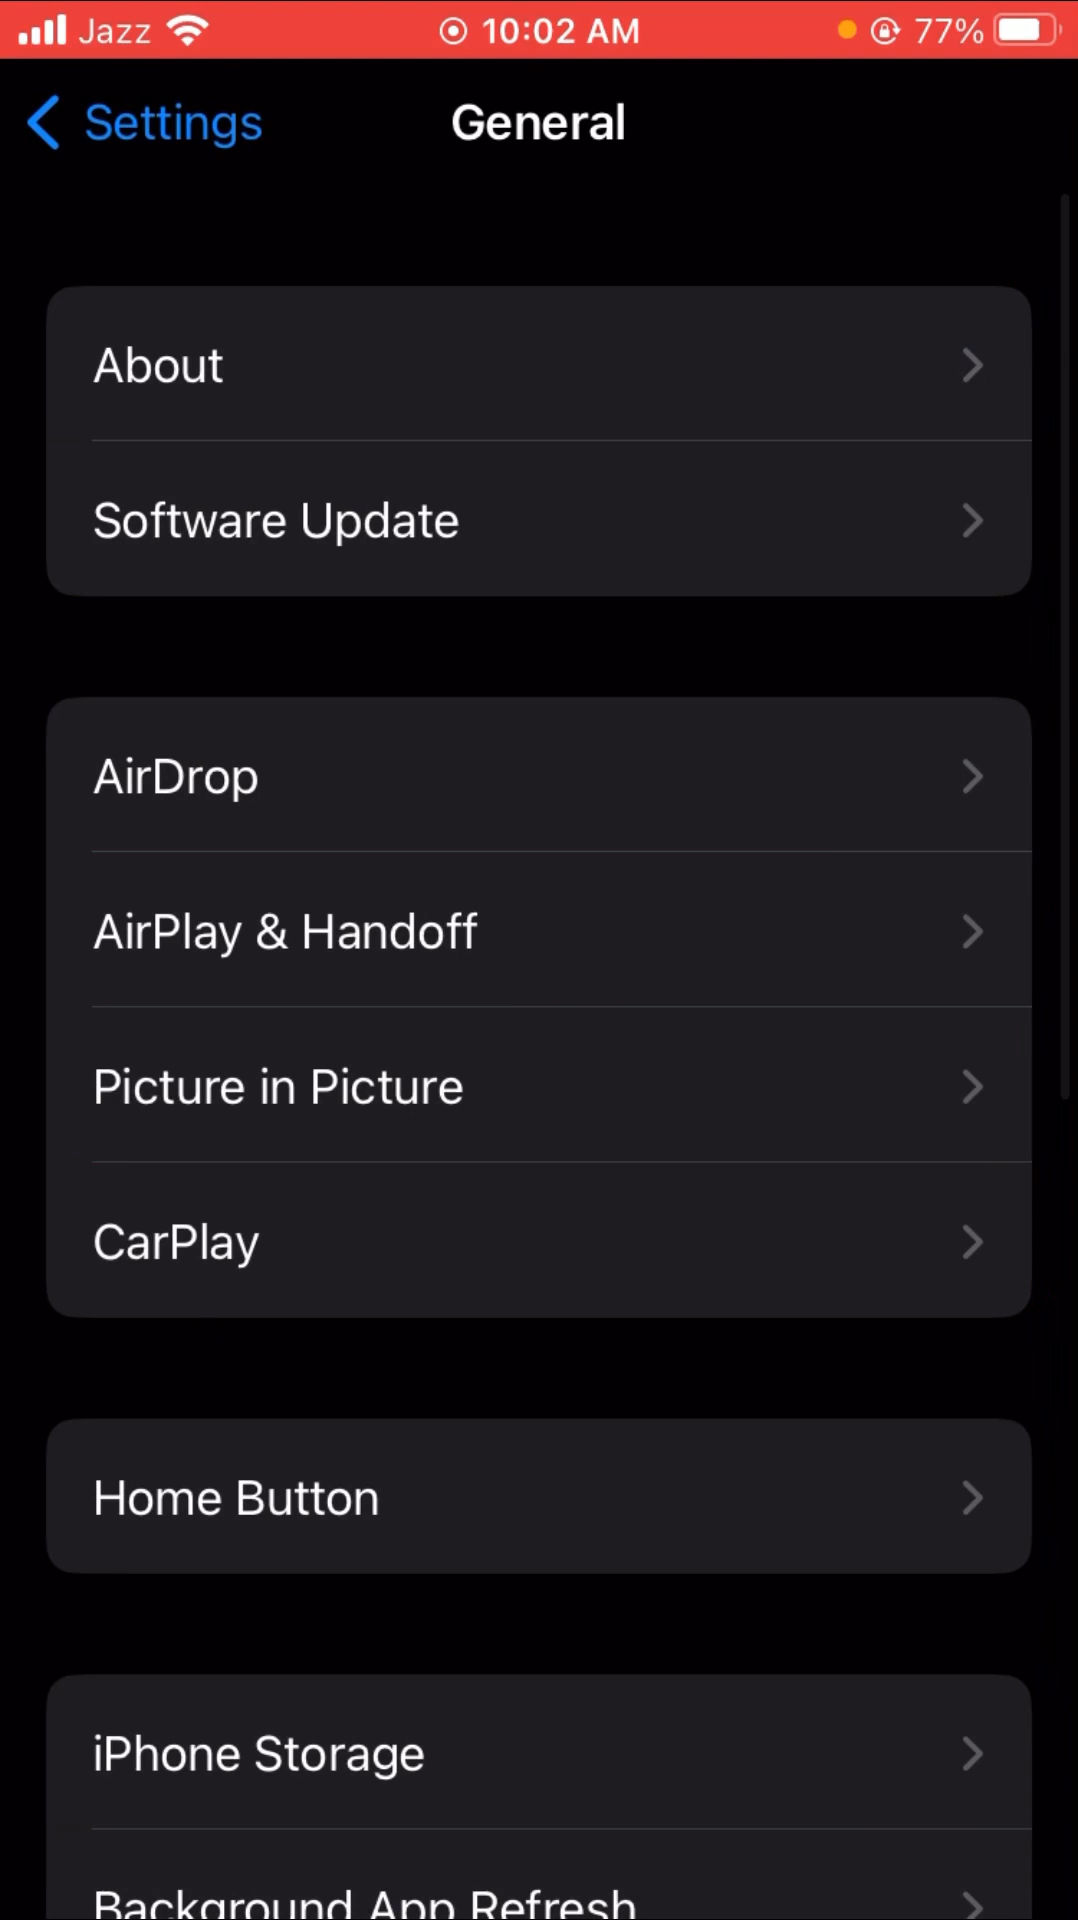 Jazz 10:02 AM 77%
Settings General
About
Software Update
AirDrop
AirPlay & Handoff
Picture in Picture
CarPlay
Home Button
iPhone Storage
Background App Refresh